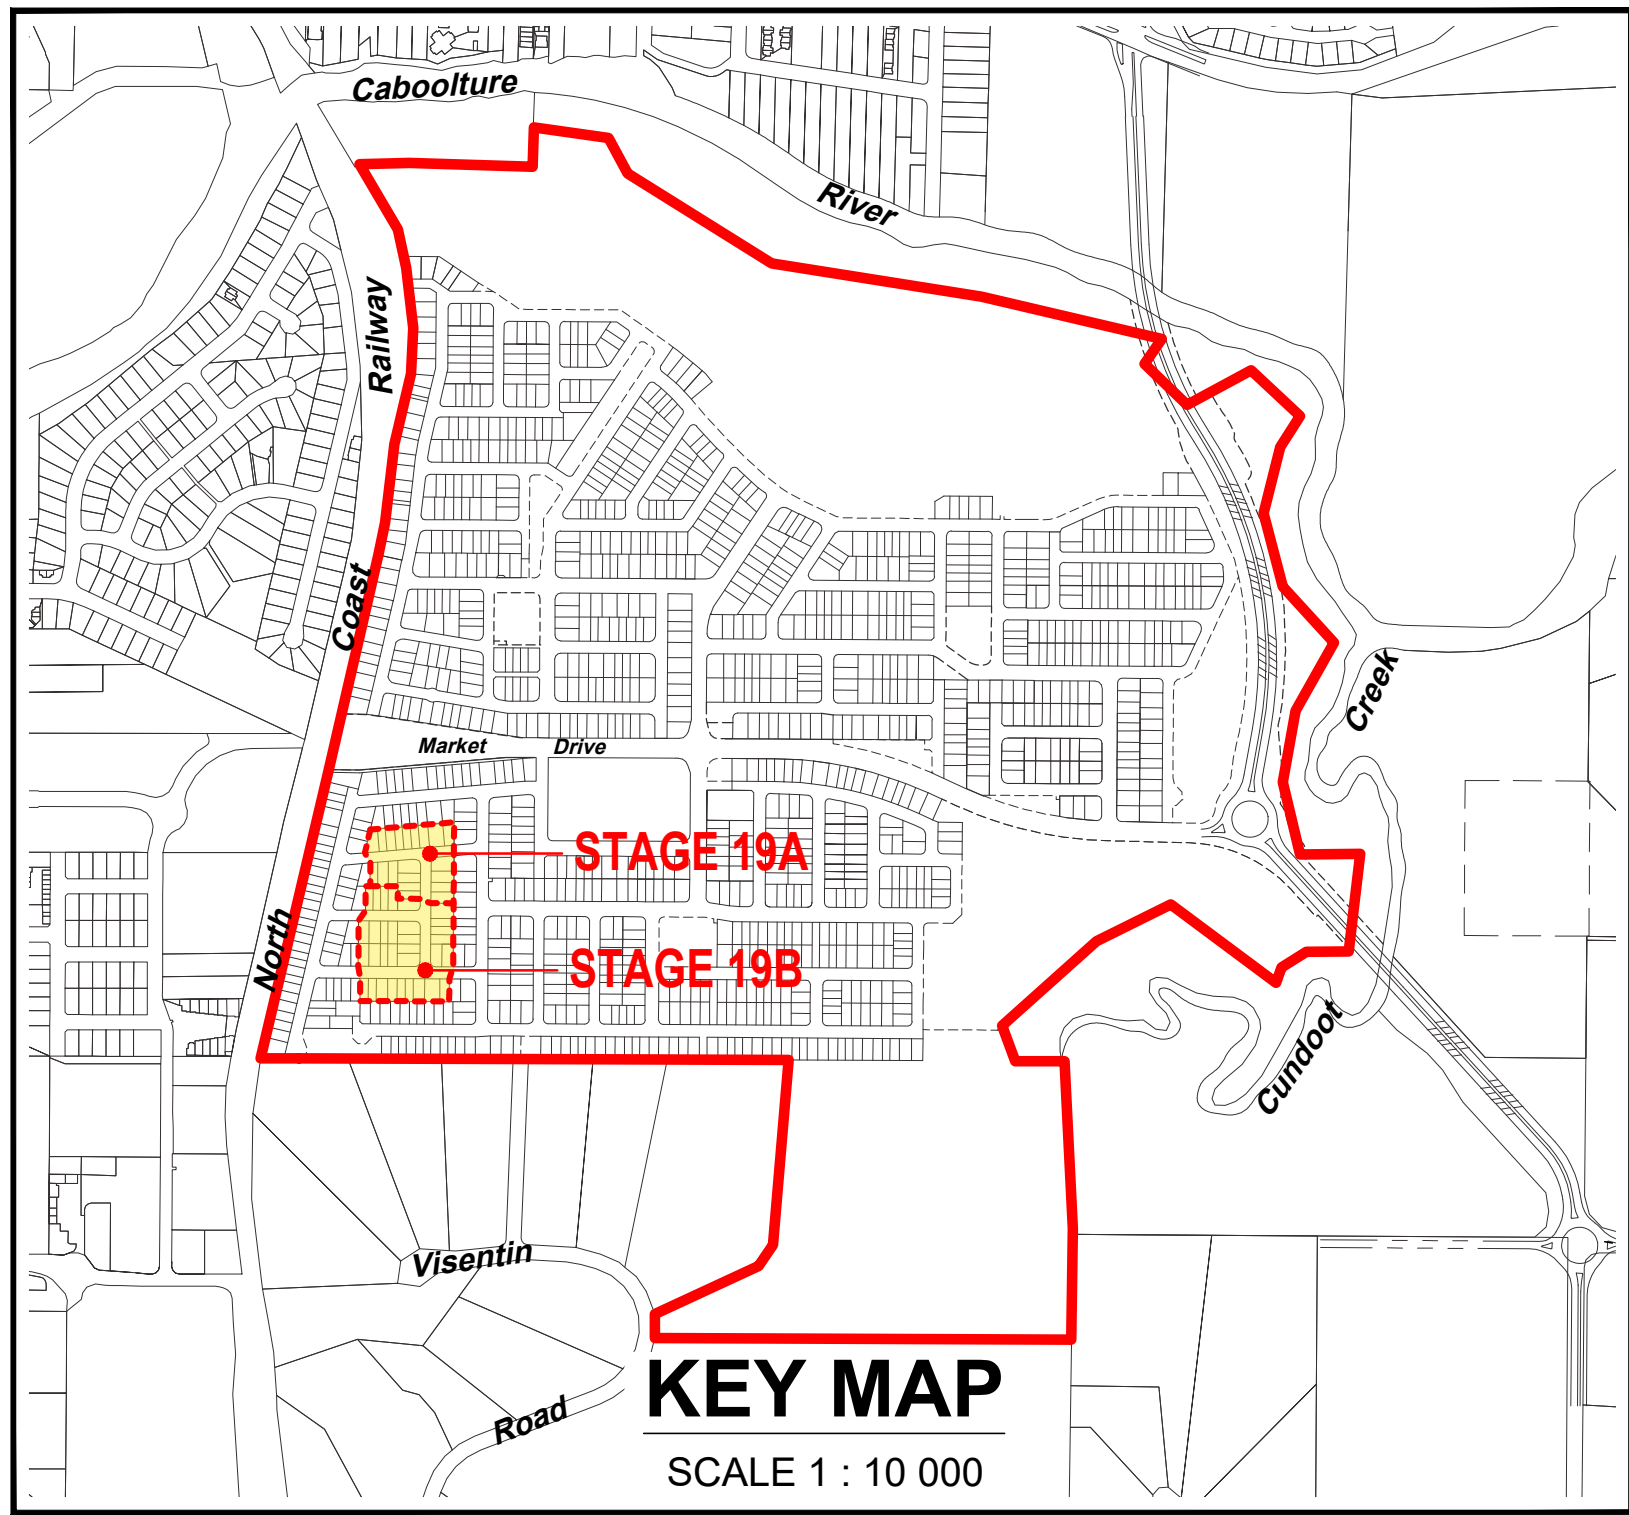 Caboolture
River
Railway
Coast
North
Creek
Market Drive
STAGE 19A
STAGE 19B
Cundoot
Visentin
Road
KEY MAP
SCALE 1 : 10 000